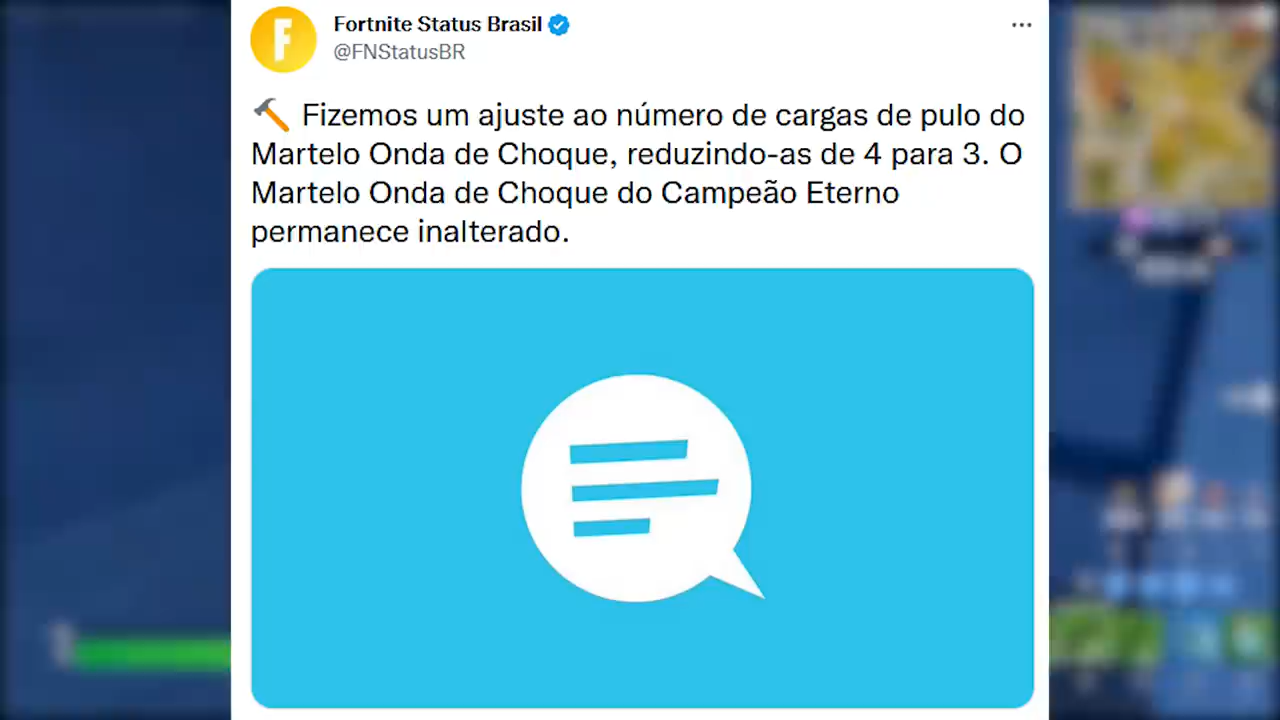 Fortnite Status Brasil
@FNStatusBR
🔨 Fizemos um ajuste ao número de cargas de pulo do
Martelo Onda de Choque, reduzindo-as de 4 para 3. O
Martelo Onda de Choque do Campeão Eterno
permanece inalterado.